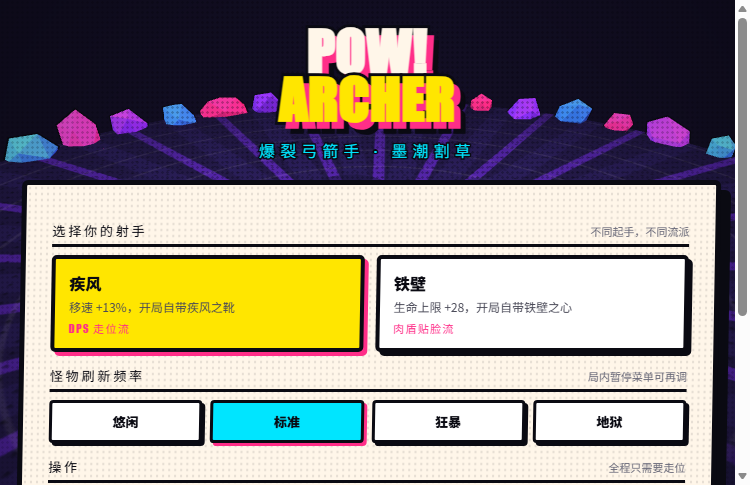 POW!
ARCHER
爆裂弓箭手 · 墨潮割草
选择你的射手
不同起手，不同流派
疾风
移速 +13%，开局自带疾风之靴
DPS 走位流
铁壁
生命上限 +28，开局自带铁壁之心
肉盾贴脸流
怪物刷新频率
局内暂停菜单可再调
悠闲
标准
狂暴
地狱
操作
全程只需要走位